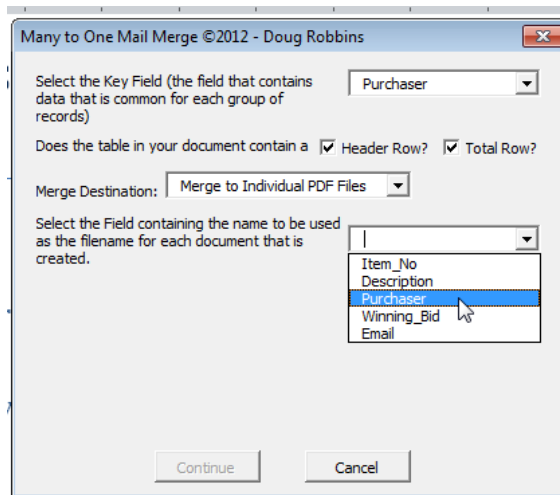 Many to One Mail Merge ©2012 - Doug Robbins
Select the Key Field (the field that contains
data that is common for each group of
records)
Purchaser
Does the table in your document contain a Header Row? Total Row?
Merge Destination: Merge to Individual PDF Files
Select the Field containing the name to be used
as the filename for each document that is
created.
Item_No
Description
Purchaser
Winning_Bid
Email
Continue Cancel